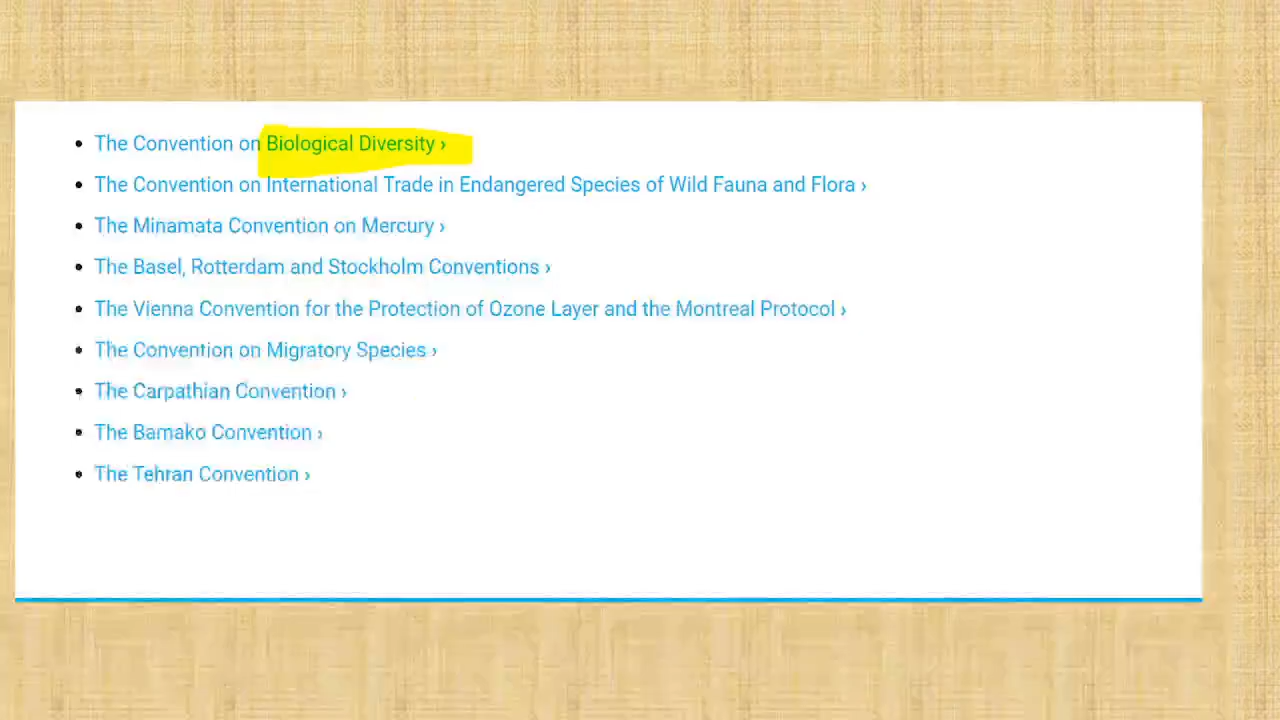 • The Convention on Biological Diversity ›
• The Convention on International Trade in Endangered Species of Wild Fauna and Flora ›
• The Minamata Convention on Mercury ›
• The Basel, Rotterdam and Stockholm Conventions ›
• The Vienna Convention for the Protection of Ozone Layer and the Montreal Protocol ›
• The Convention on Migratory Species ›
• The Carpathian Convention ›
• The Bamako Convention ›
• The Tehran Convention ›